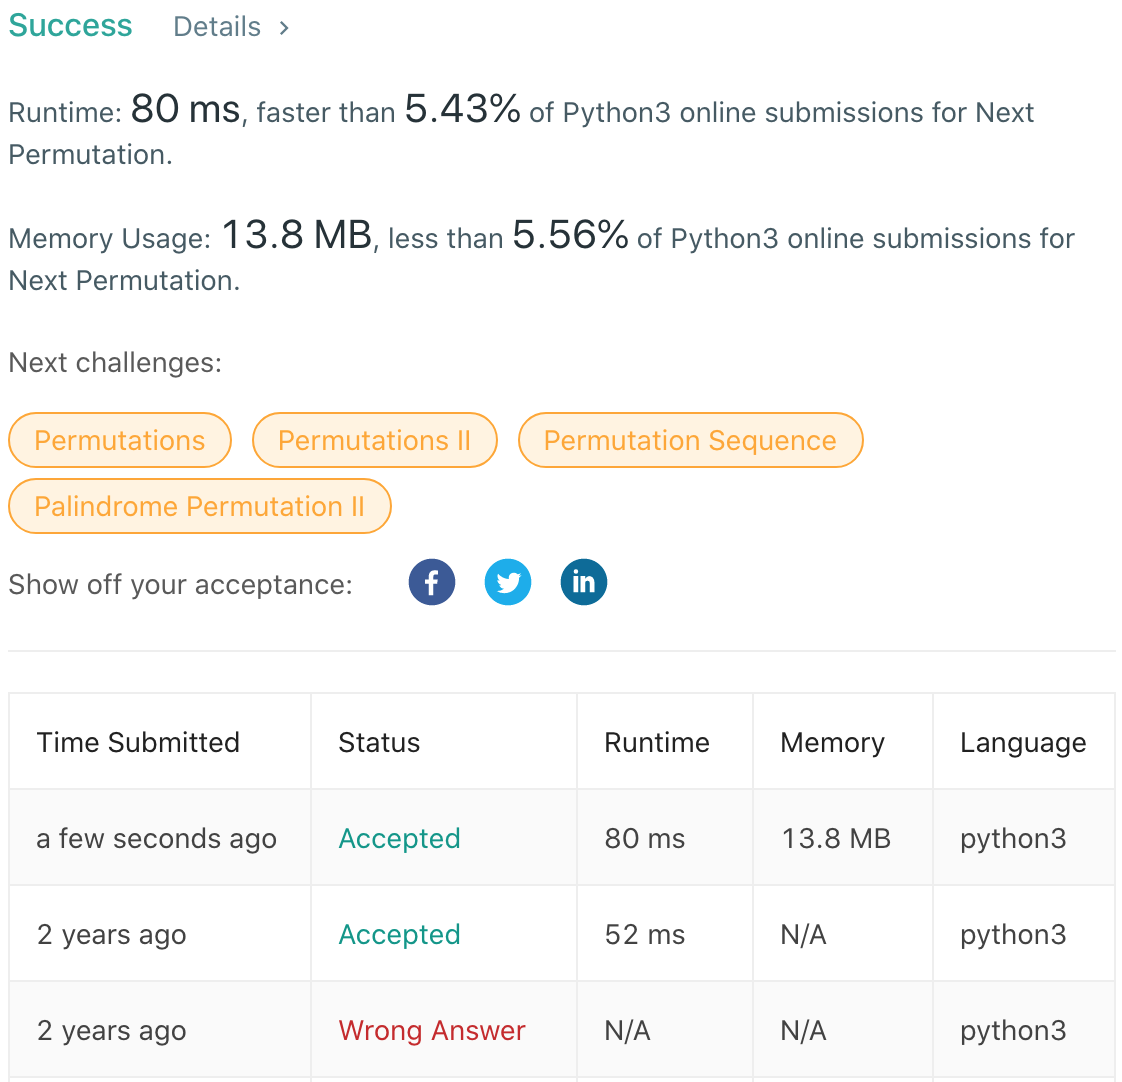 Success Details >
Runtime: 80 ms, faster than 5.43% of Python3 online submissions for Next
Permutation.
Memory Usage: 13.8 MB, less than 5.56% of Python3 online submissions for
Next Permutation.
Next challenges:
Permutations Permutations II Permutation Sequence
Palindrome Permutation II
Show off your acceptance: f in
Time Submitted Status Runtime Memory Language
a few seconds ago Accepted 80 ms 13.8 MB python3
2 years ago Accepted 52 ms N/A python3
2 years ago Wrong Answer N/A N/A python3